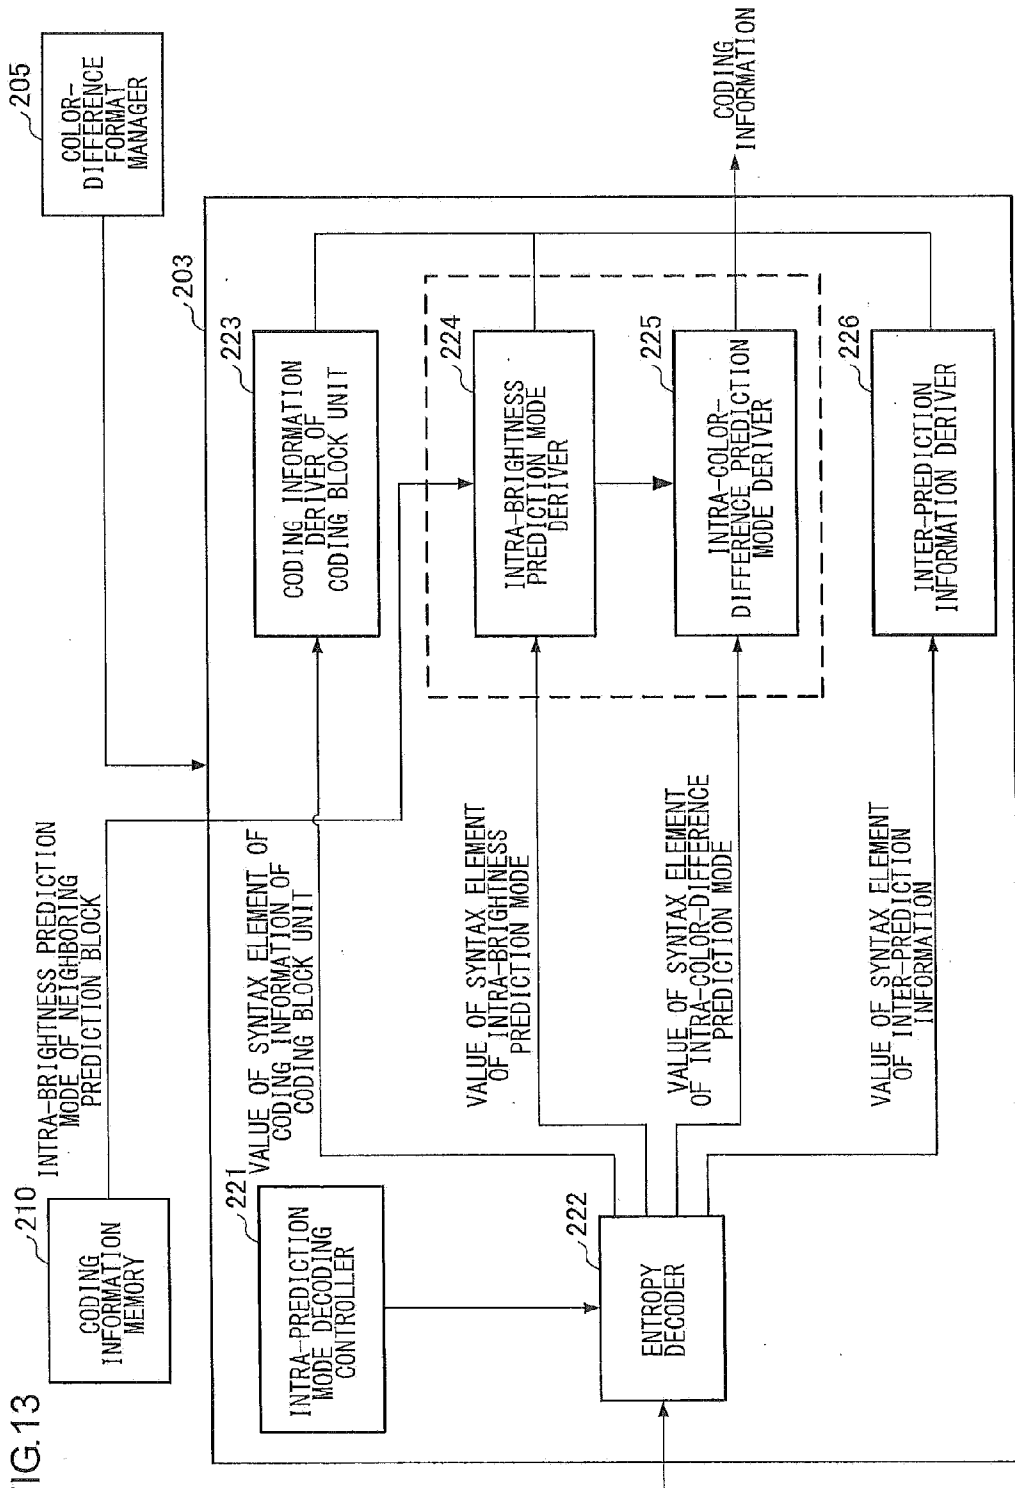 FIG.13
210
CODING
INFORMATION
MEMORY
INTRA-BRIGHTNESS PREDICTION
MODE OF NEIGHBORING
PREDICTION BLOCK
205
COLOR-
DIFFERENCE
FORMAT
MANAGER
203
221
INTRA-PREDICTION
MODE DECODING
CONTROLLER
VALUE OF SYNTAX ELEMENT OF
CODING INFORMATION OF
CODING BLOCK UNIT
223
CODING INFORMATION
DERIVER OF
CODING BLOCK UNIT
VALUE OF SYNTAX ELEMENT
OF INTRA-BRIGHTNESS
PREDICTION MODE
224
INTRA-BRIGHTNESS
PREDICTION MODE
DERIVER
222
ENTROPY
DECODER
VALUE OF SYNTAX ELEMENT
OF INTRA-COLOR-DIFFERENCE
PREDICTION MODE
225
INTRA-COLOR-
DIFFERENCE PREDICTION
MODE DERIVER
CODING
INFORMATION
VALUE OF SYNTAX ELEMENT
OF INTER-PREDICTION
INFORMATION
226
INTER-PREDICTION
INFORMATION DERIVER